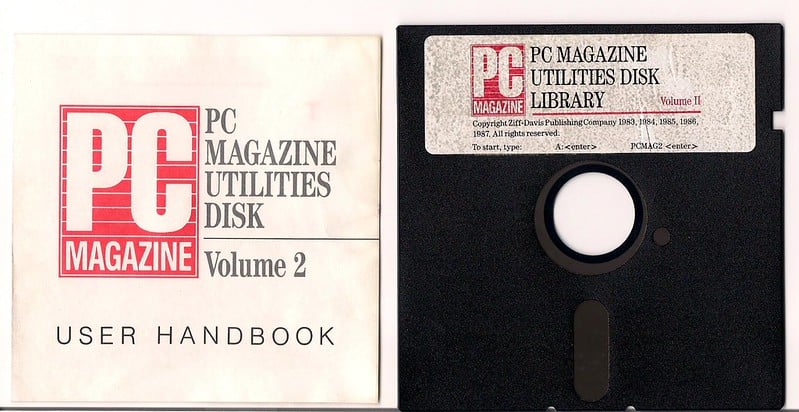 PC
MAGAZINE
PC
MAGAZINE
UTILITIES
DISK
Volume 2
USER HANDBOOK
PC
MAGAZINE
PC MAGAZINE
UTILITIES DISK
LIBRARY
Volume II
Copyright Ziff-Davis Publishing Company 1983, 1984, 1985, 1986,
1987. All rights reserved.
To start, type: A:<enter> PCMAG2 <enter>